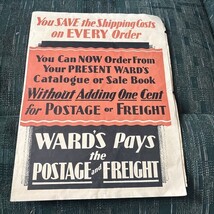 You SAVE the Shipping Costs
on EVERY Order
You Can NOW Order From
Your PRESENT WARD'S
Catalogue or Sale Book
Without Adding One Cent
for POSTAGE or FREIGHT
WARD'S Pays
the
POSTAGE and FREIGHT